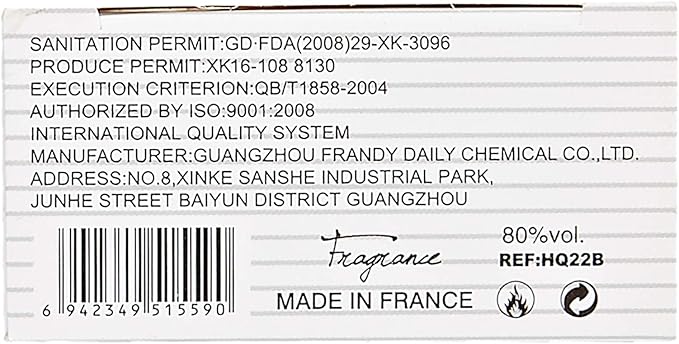 SANITATION PERMIT:GD·FDA(2008)29-XK-3096
PRODUCE PERMIT:XK16-108 8130
EXECUTION CRITERION:QB/T1858-2004
AUTHORIZED BY ISO:9001:2008
INTERNATIONAL QUALITY SYSTEM
MANUFACTURER:GUANGZHOU FRANDY DAILY CHEMICAL CO.,LTD.
ADDRESS:NO.8,XINKE SANSHE INDUSTRIAL PARK,
JUNHE STREET BAIYUN DISTRICT GUANGZHOU
6 942349 515590
Fragrance
MADE IN FRANCE
80%vol.
REF:HQ22B